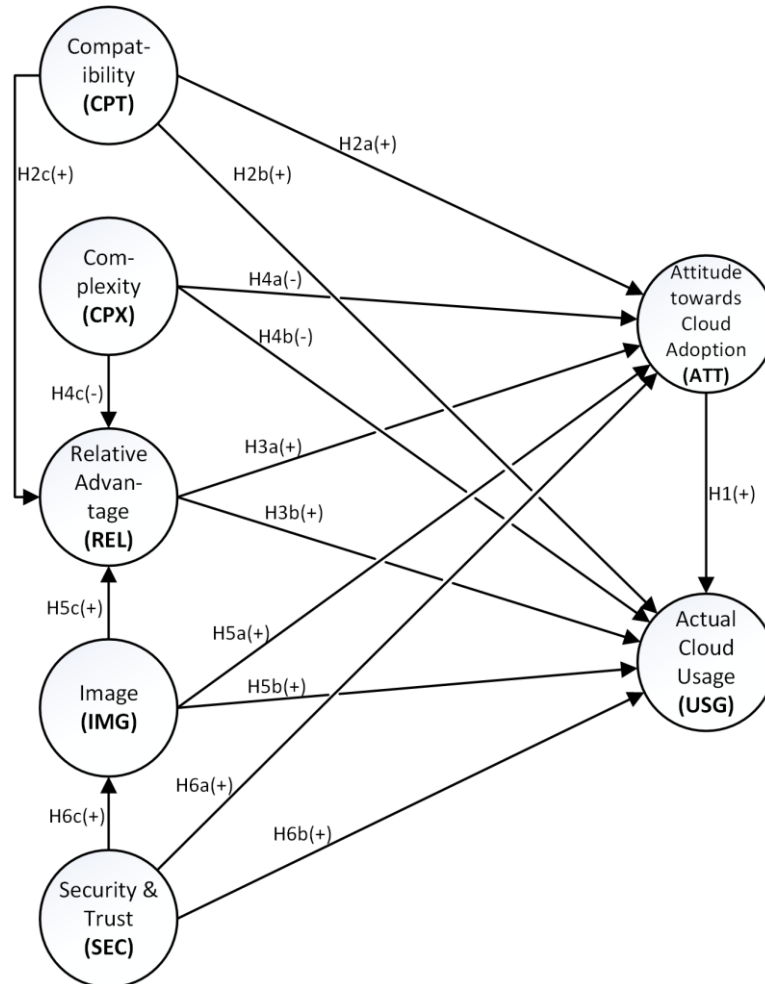 Compat-
ibility
(CPT)
H2a(+)
H2b(+)
H2c(+)
Com-
plexity
(CPX)
H4a(-)
H4b(-)
H4c(-)
Attitude
towards
Cloud
Adoption
(ATT)
Relative
Advan-
tage
(REL)
H3a(+)
H3b(+)
H1(+)
H5c(+)
Image
(IMG)
H5a(+)
H5b(+)
Actual
Cloud
Usage
(USG)
H6c(+)
H6a(+)
H6b(+)
Security &
Trust
(SEC)